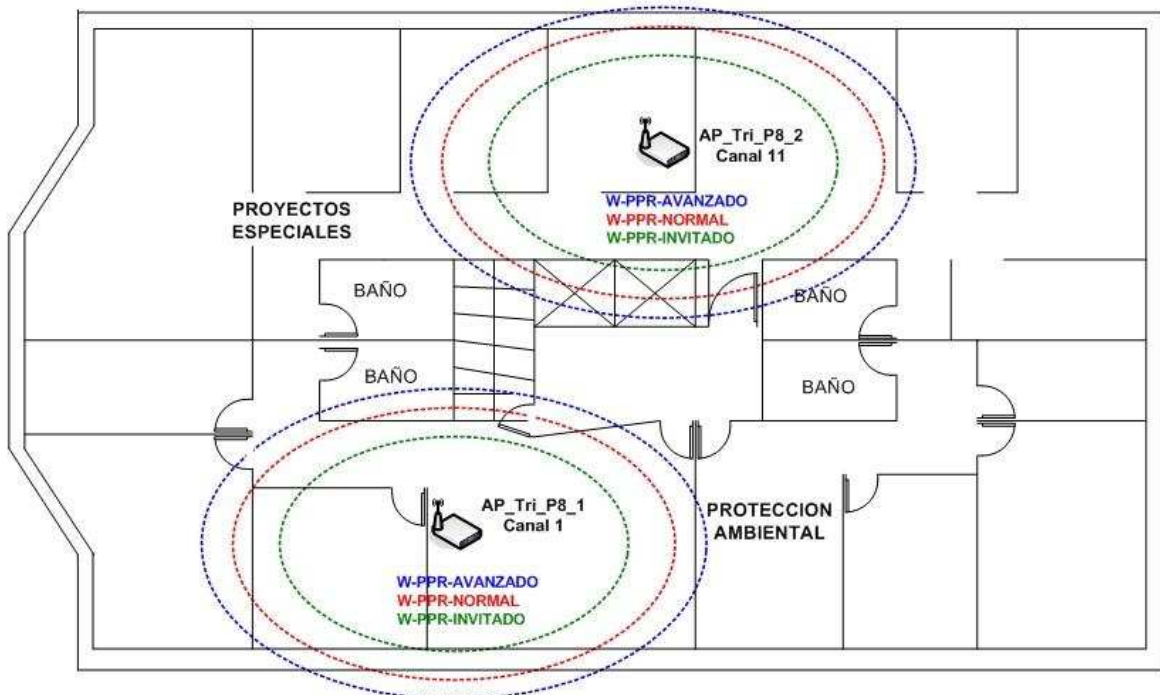 AP_Tri_P8_2
Canal 11
W-PPR-AVANZADO
W-PPR-NORMAL
W-PPR-INVITADO
PROYECTOS
ESPECIALES
BAÑO
BAÑO
BAÑO
BAÑO
AP_Tri_P8_1
Canal 1
PROTECCION
AMBIENTAL
W-PPR-AVANZADO
W-PPR-NORMAL
W-PPR-INVITADO